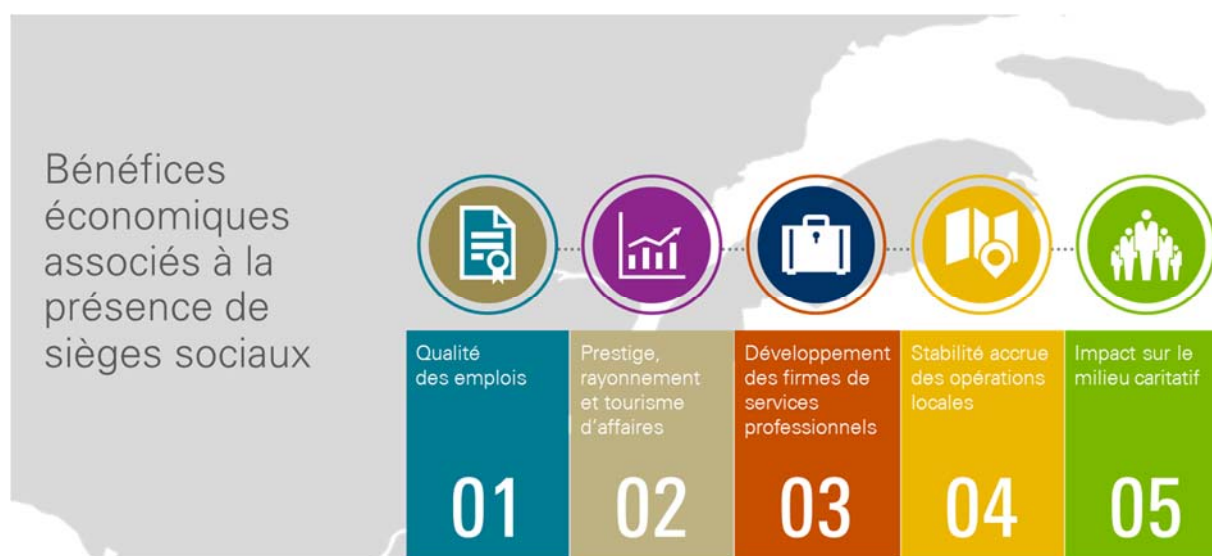 Bénéfices
économiques
associés à la
présence de
sièges sociaux
Qualité
des emplois
01
Prestige,
rayonnement
et tourisme
d'affaires
02
Développement
des firmes de
services
professionnels
03
Stabilité accrue
des opérations
locales
04
Impact sur le
milieu caritatif
05